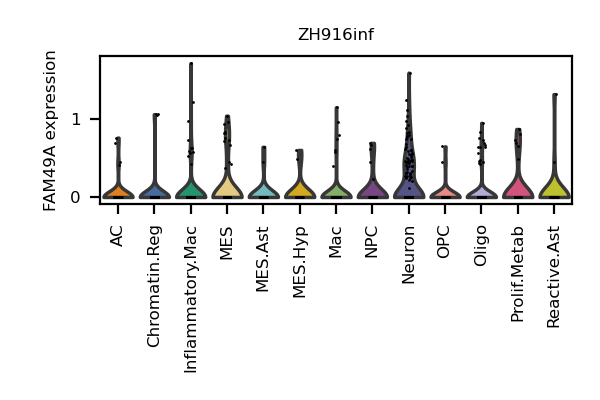 ZH916inf
FAM49A expression
1
0
AC
Chromatin.Reg
Inflammatory.Mac
MES
MES.Ast
MES.Hyp
Mac
NPC
Neuron
OPC
Oligo
Prolif.Metab
Reactive.Ast